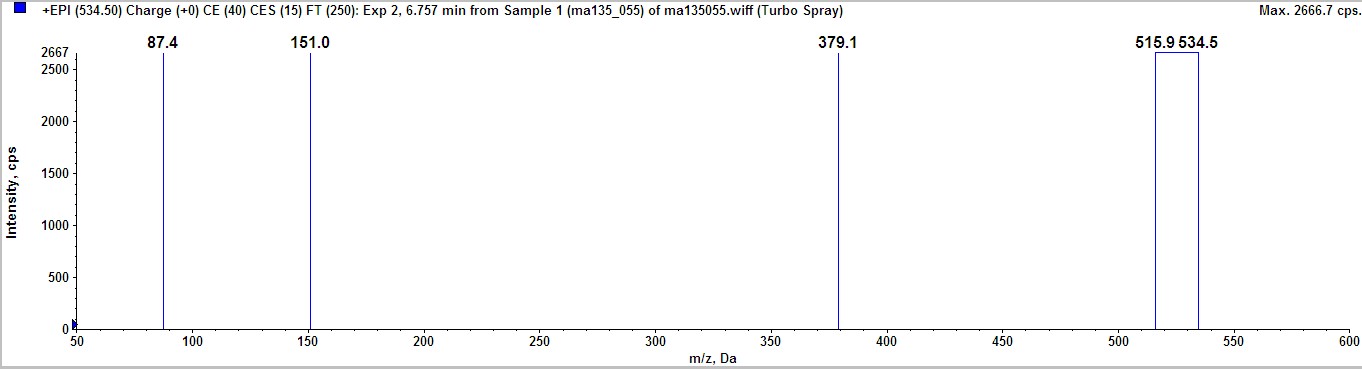 +EPI (534.50) Charge (+0) CE (40) CES (15) FT (250): Exp 2, 6.757 min from Sample 1 (ma135_055) of ma135055.wiff (Turbo Spray) Max. 2666.7 cps.
87.4 151.0 379.1 515.9 534.5
2667
2500
2000
1500
1000
500
0
Intensity, cps
50 100 150 200 250 300 350 400 450 500 550 600
m/z, Da